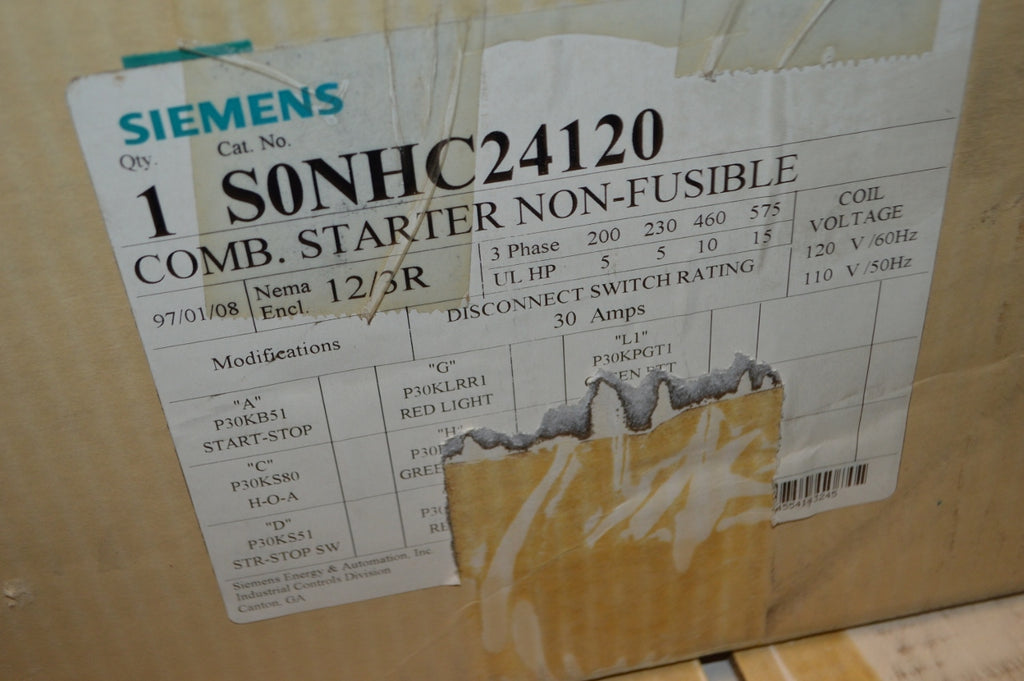 SIEMENS
Qty. Cat. No.
1 S0NHC24120
COMB. STARTER NON-FUSIBLE
97/01/08 Nema Encl. 12/3R
3 Phase 200 230 460 575
UL HP 5 5 10 15
COIL VOLTAGE
120 V/60Hz
110 V/50Hz
DISCONNECT SWITCH RATING
30 Amps
Modifications
"A"
P30KB51
START-STOP
"G"
P30KLRR1
RED LIGHT
"L1"
P30KPGT1
"C"
P30KS80
H-O-A
"H"
"D"
P30KS51
STR-STOP SW
Siemens Energy & Automation, Inc.
Industrial Controls Division
Canton, GA